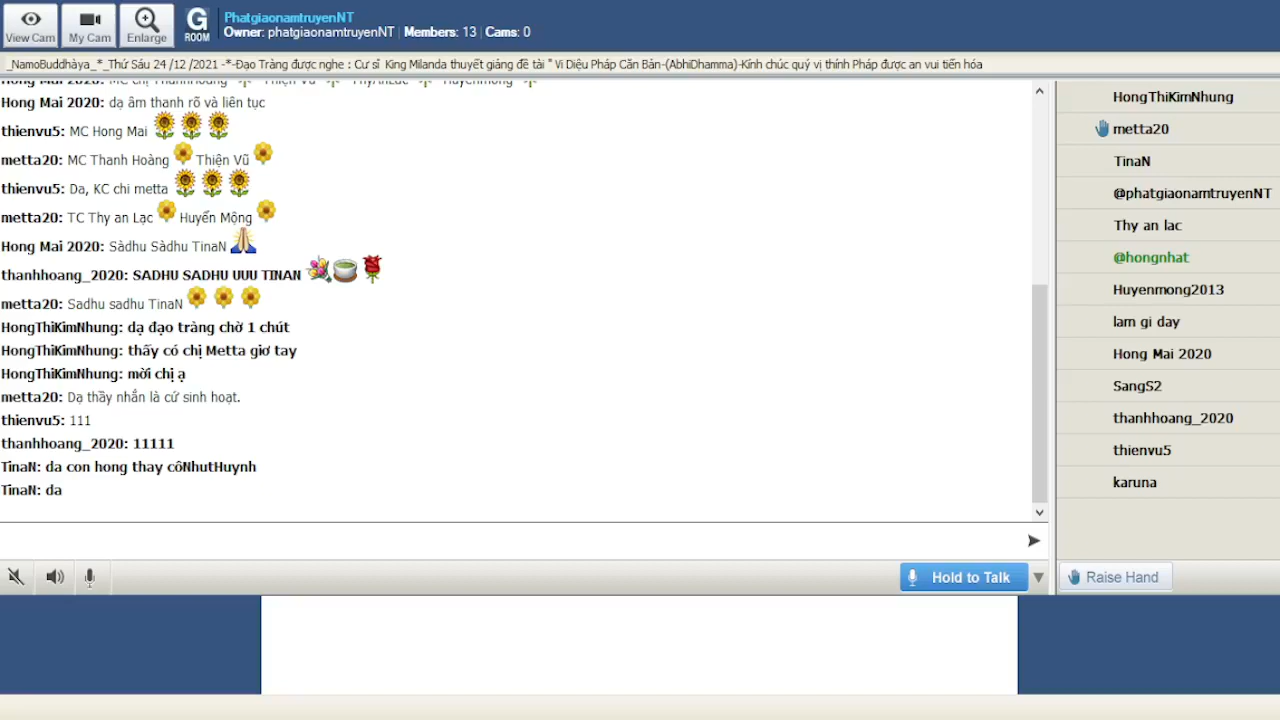 View Cam
My Cam
Enlarge
G
ROOM
PhatgiaonamtruyenNT
Owner: phatgiaonamtruyenNT | Members: 13 | Cams: 0
_NamoBuddhàya_*_Thứ Sáu 24 /12 /2021 -*-Đạo Tràng được nghe : Cư sĩ King Milanda thuyết giảng đề tài " Vi Diệu Pháp Căn Bản-(AbhiDhamma)-Kính chúc quý vị thính Pháp được an vui tiến hóa
Hong Mai 2020: dạ âm thanh rõ và liên tục
thienvu5: MC Hong Mai
metta20: MC Thanh Hoàng Thiện Vũ
thienvu5: Da, KC chi metta
metta20: TC Thy an Lạc Huyển Mộng
Hong Mai 2020: Sàdhu Sàdhu TinaN
thanhhoang_2020: SADHU SADHU UUU TINAN
metta20: Sadhu sadhu TinaN
HongThiKimNhung: dạ đạo tràng chờ 1 chút
HongThiKimNhung: thấy có chị Metta giơ tay
HongThiKimNhung: mời chị ạ
metta20: Dạ thầy nhắn là cứ sinh hoạt.
thienvu5: 111
thanhhoang_2020: 11111
TinaN: da con hong thay côNhutHuynh
TinaN: da
Hold to Talk
HongThiKimNhung
metta20
TinaN
@phatgiaonamtruyenNT
Thy an lac
@hongnhat
Huyenmong2013
lam gi day
Hong Mai 2020
SangS2
thanhhoang_2020
thienvu5
karuna
Raise Hand